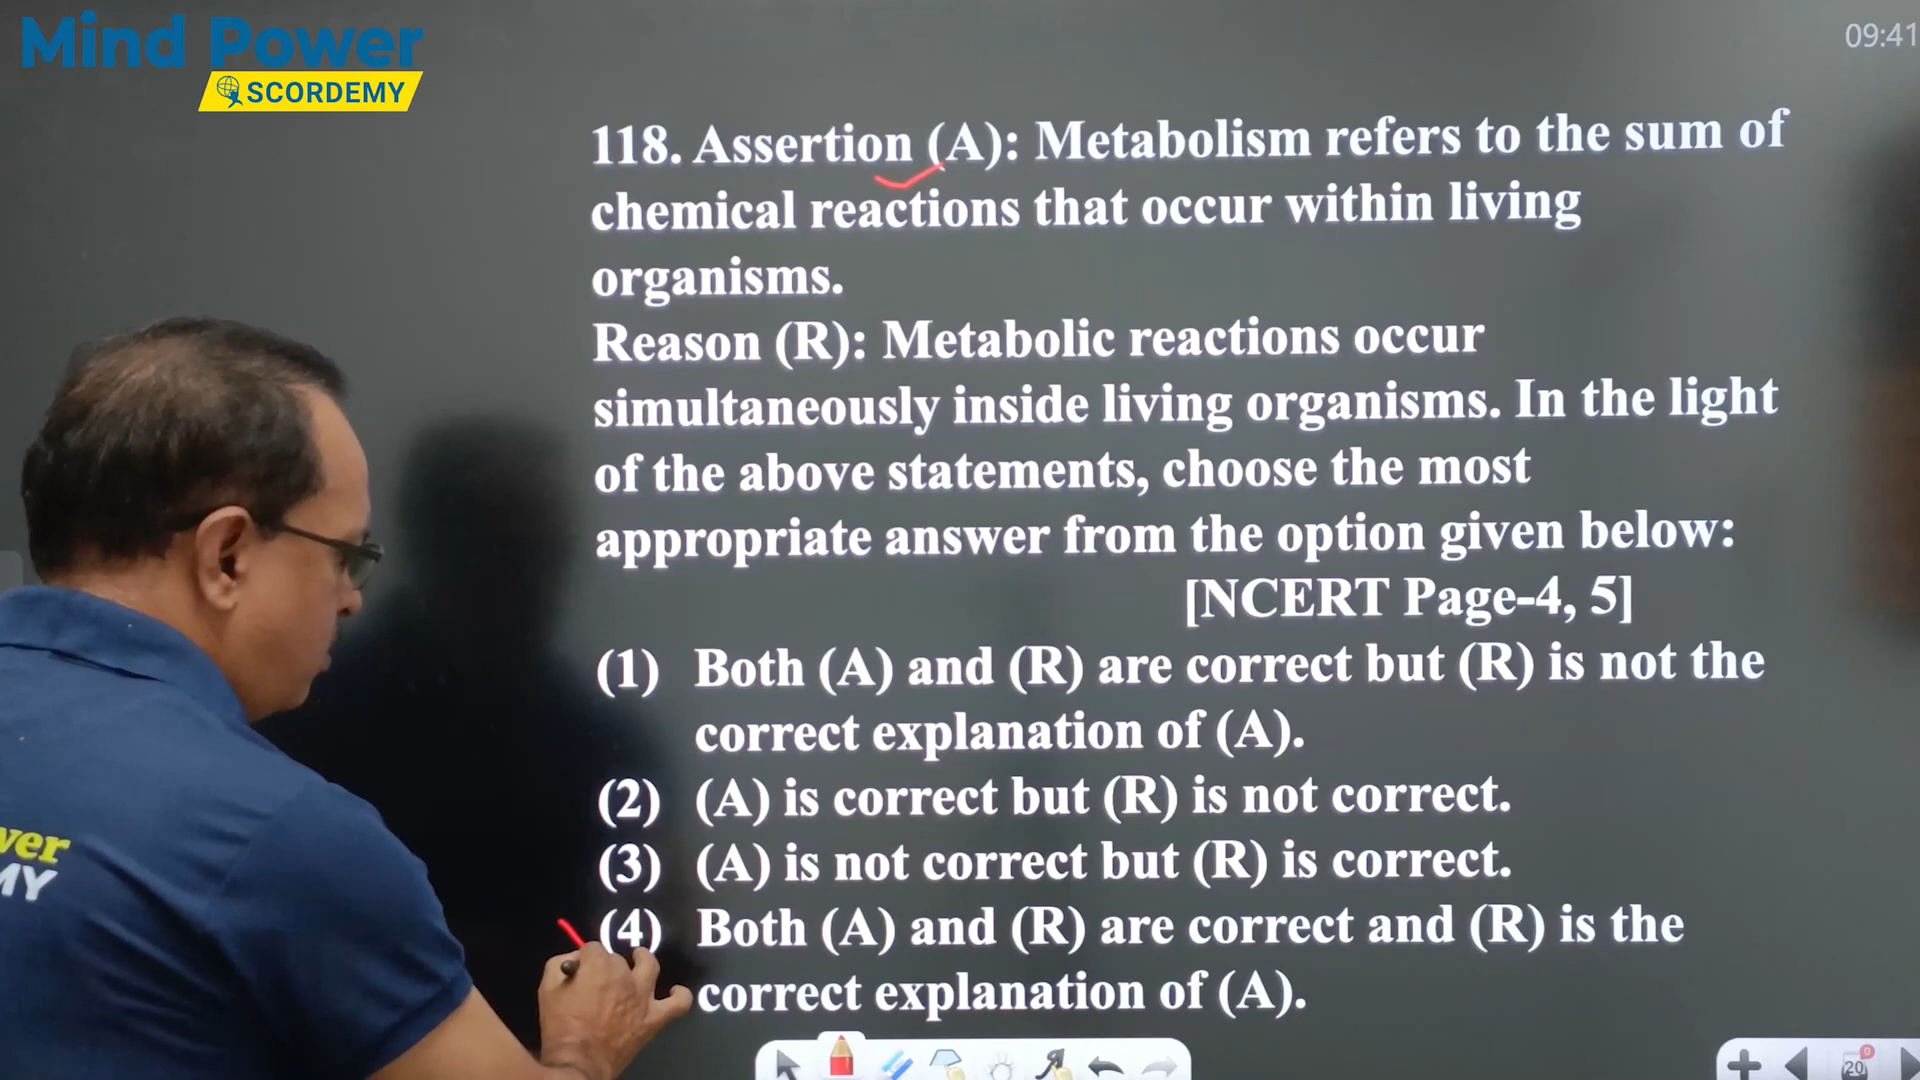 Mind Power
SCORDEMY
09:41
118. Assertion (A): Metabolism refers to the sum of
chemical reactions that occur within living
organisms.
Reason (R): Metabolic reactions occur
simultaneously inside living organisms. In the light
of the above statements, choose the most
appropriate answer from the option given below:
[NCERT Page-4, 5]
(1) Both (A) and (R) are correct but (R) is not the
correct explanation of (A).
(2) (A) is correct but (R) is not correct.
(3) (A) is not correct but (R) is correct.
(4) Both (A) and (R) are correct and (R) is the
correct explanation of (A).
ver
MY
20
0